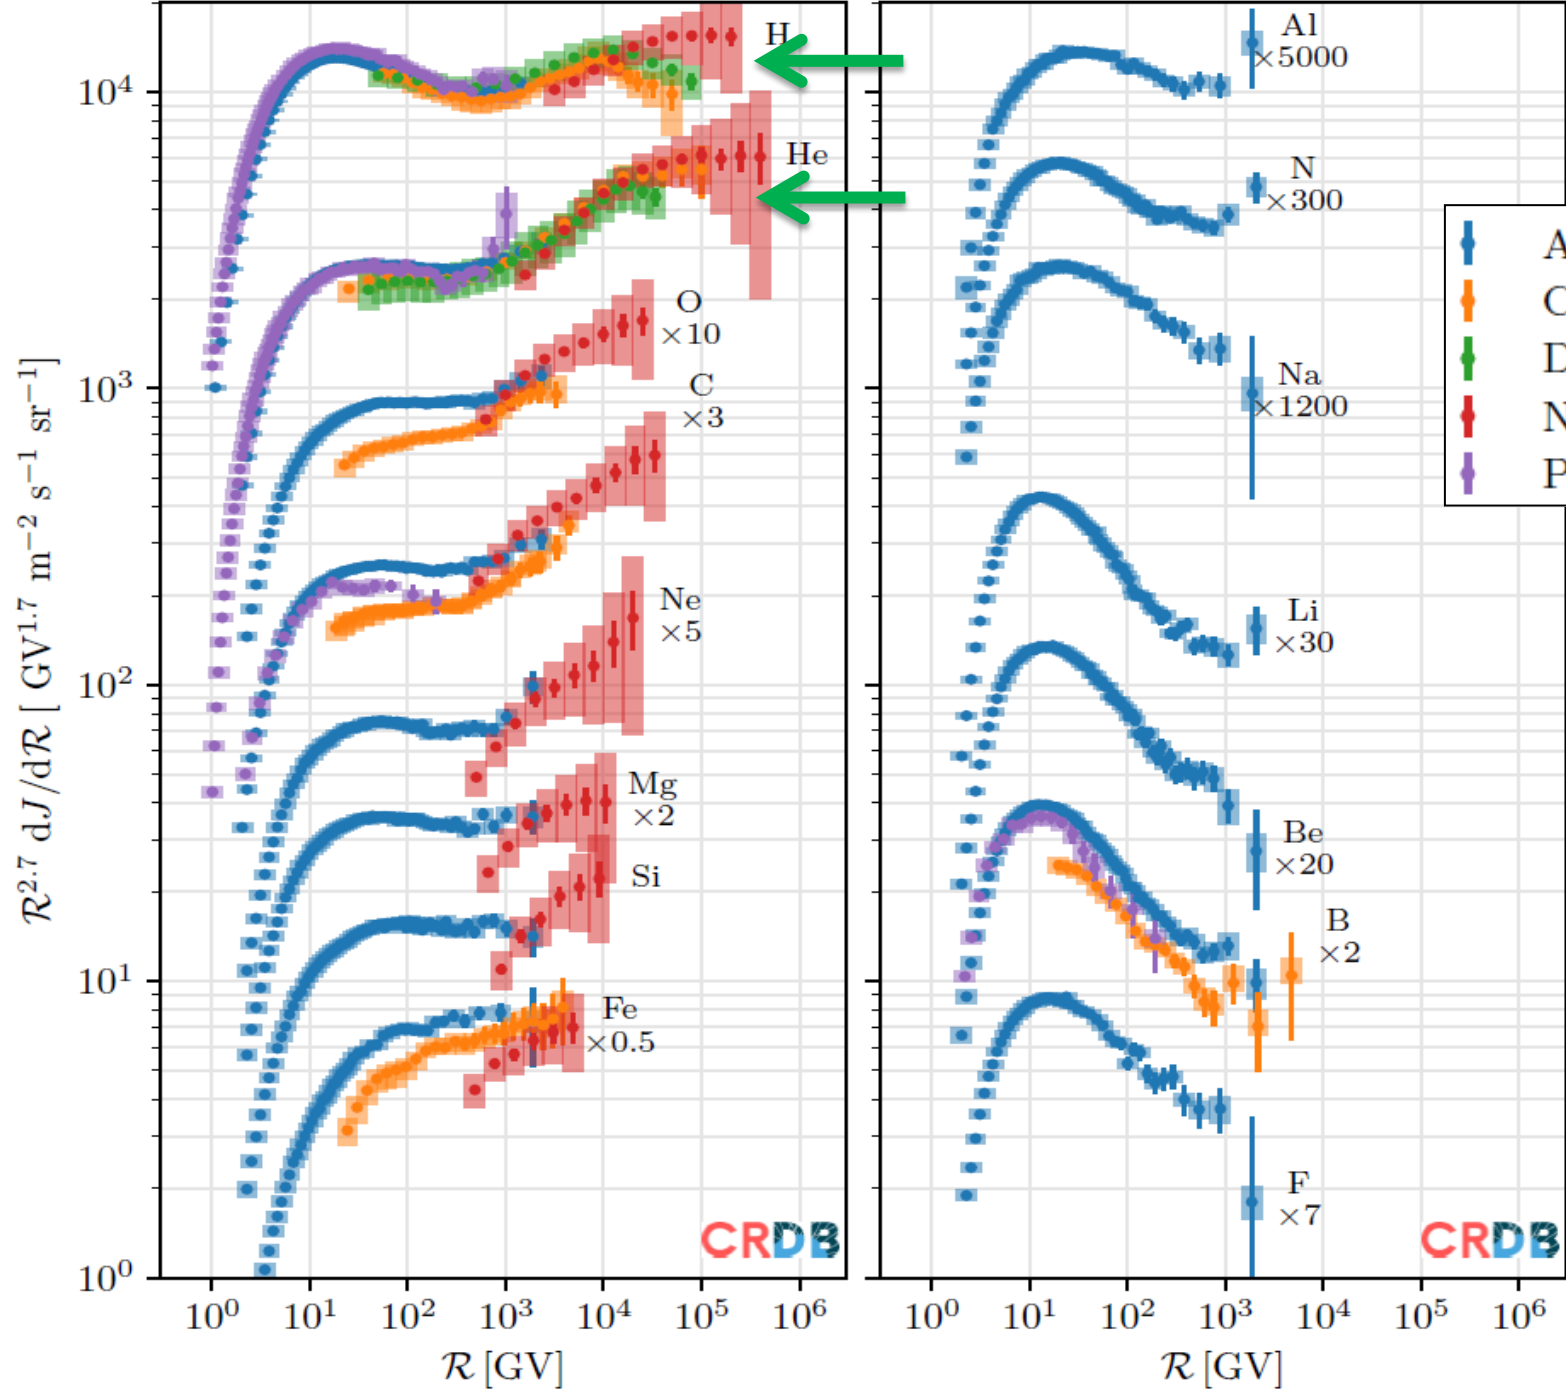 R^2.7 dJ/dR [ GV^1.7 m^−2 s^−1 sr^−1]
10^4
10^3
10^2
10^1
10^0
H
He
O
×10
C
×3
Ne
×5
Mg
×2
Si
Fe
×0.5
CRDB
10^0 10^1 10^2 10^3 10^4 10^5 10^6
R [GV]
Al
×5000
N
×300
Na
×1200
Li
×30
Be
×20
B
×2
F
×7
A
C
D
N
P
CRDB
10^0 10^1 10^2 10^3 10^4 10^5 10^6
R [GV]